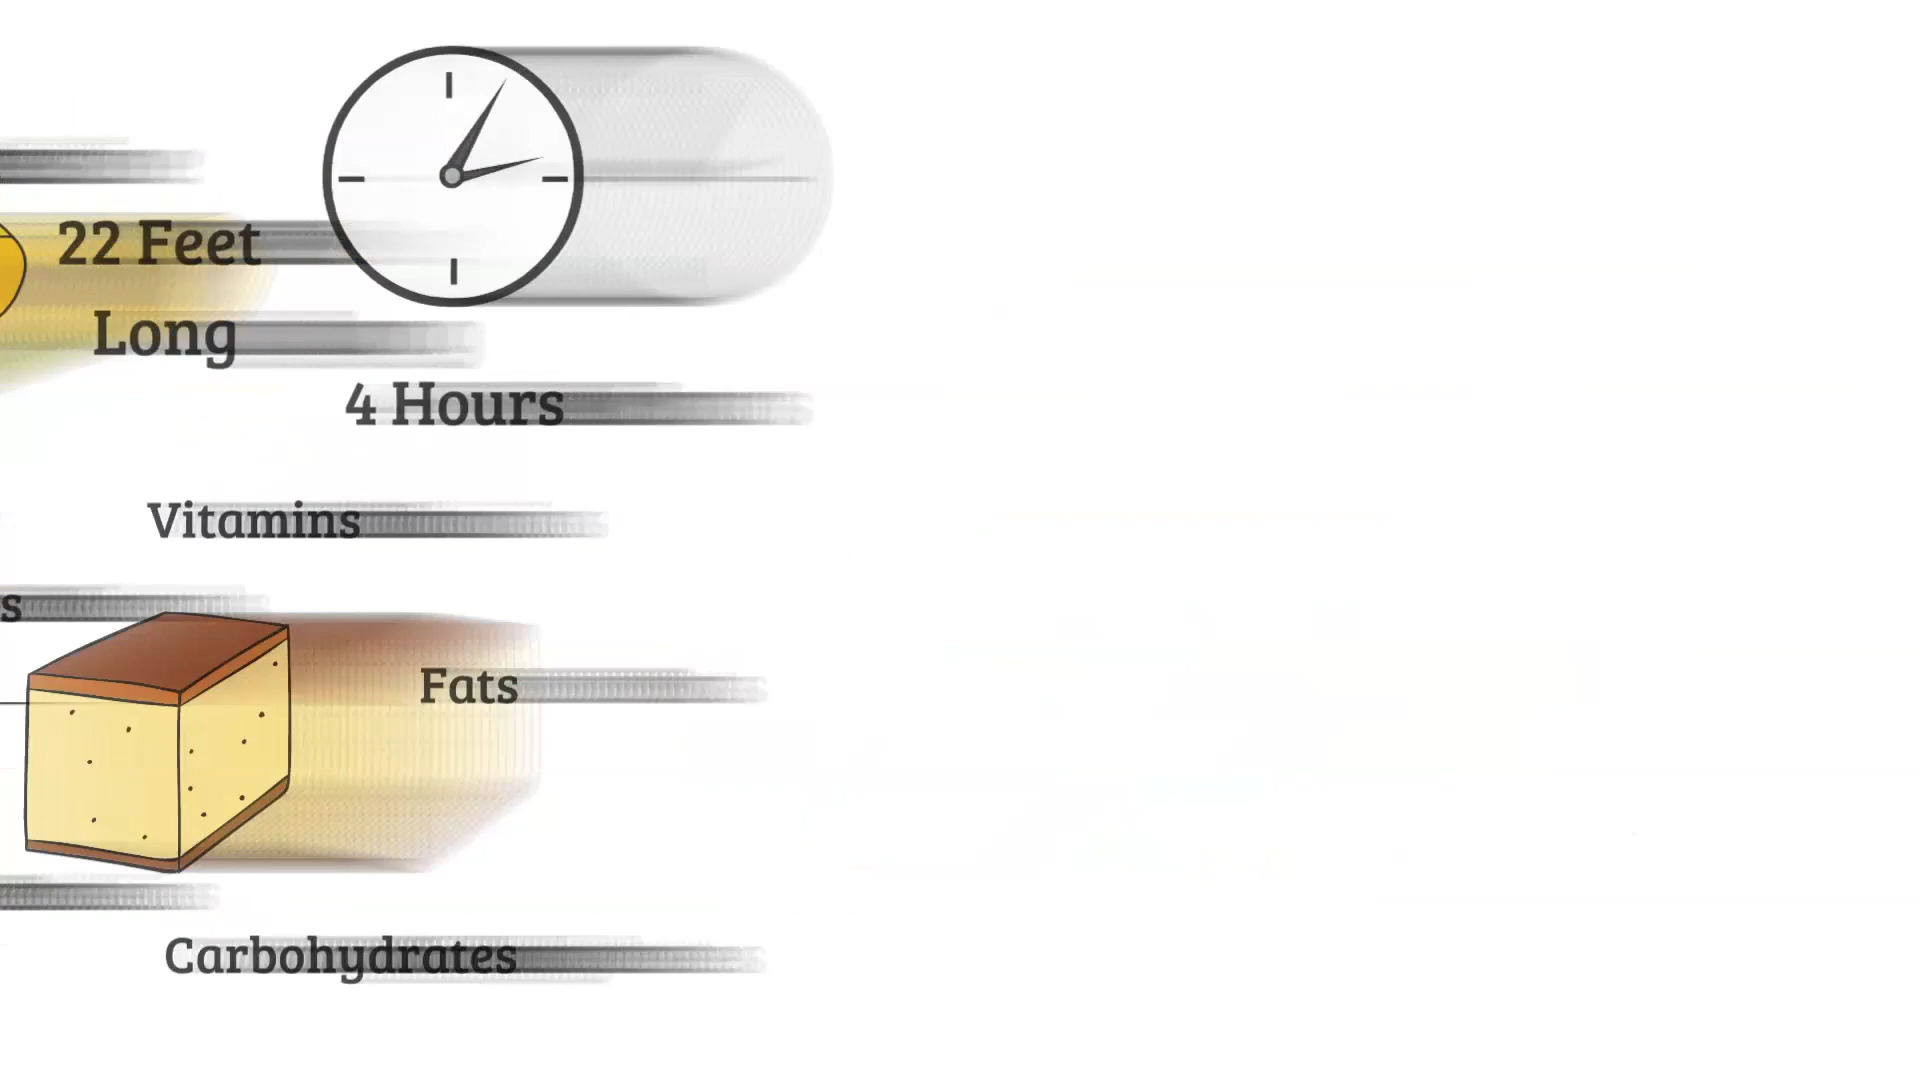 22 Feet
Long
4 Hours
Vitamins
s
Fats
Carbohydrates